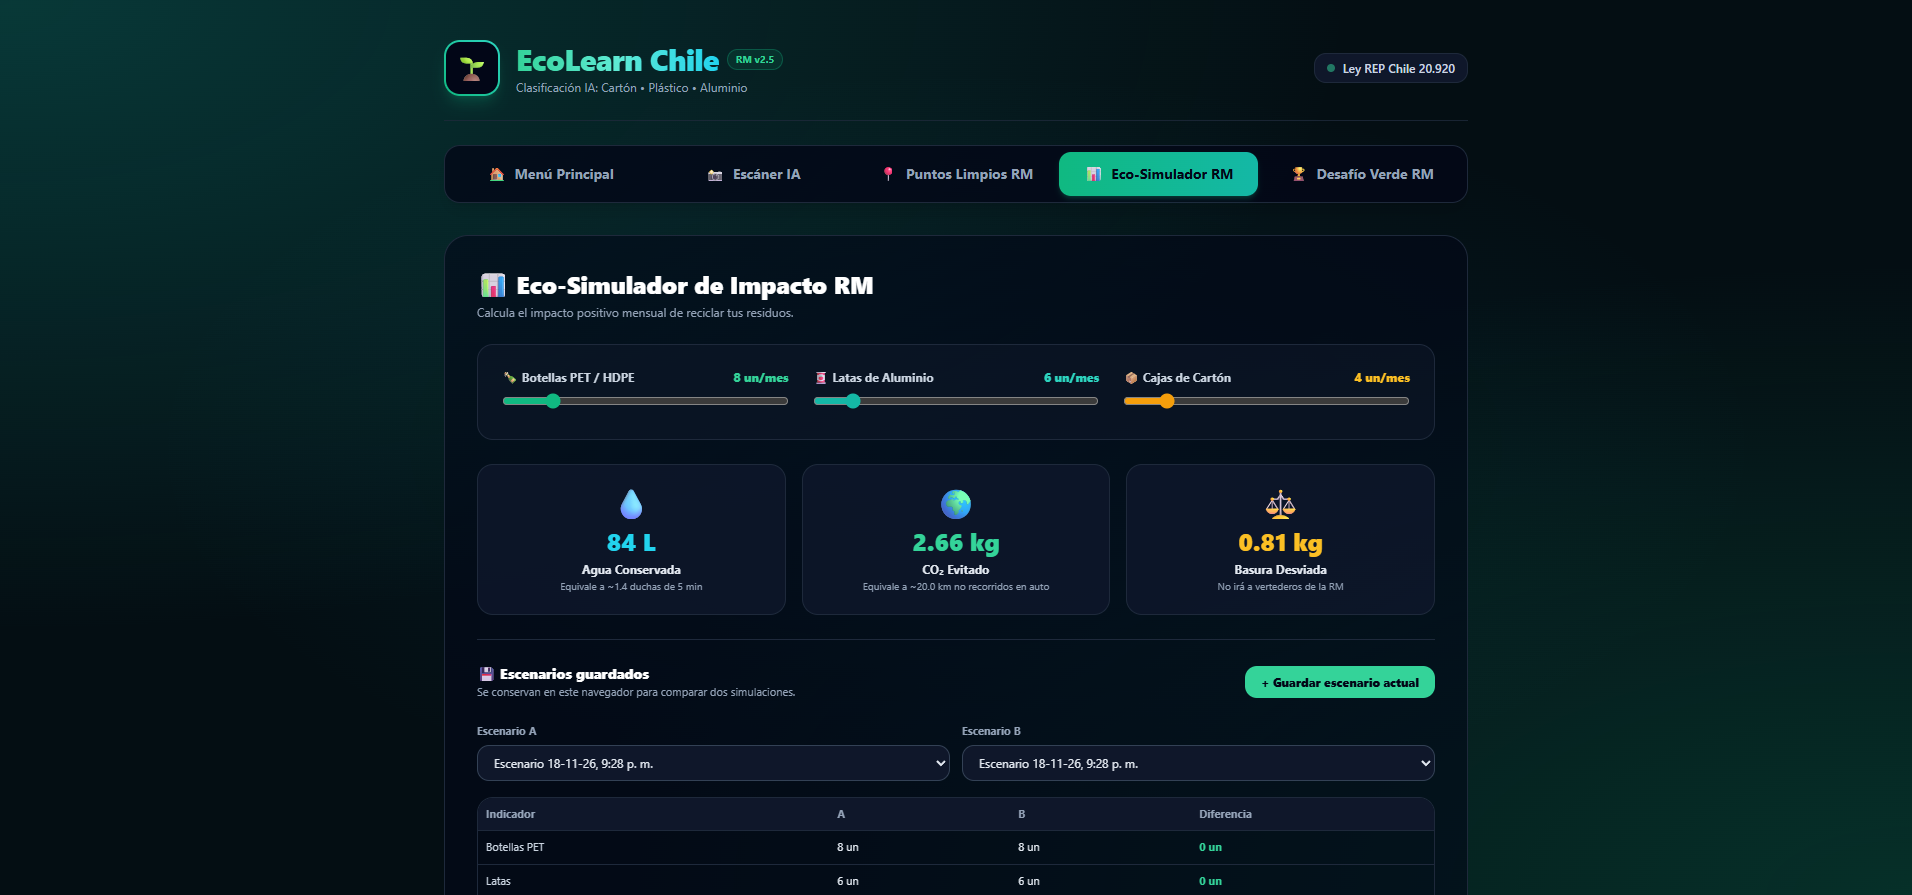 EcoLearn Chile RM v2.5
Clasificación IA: Cartón • Plástico • Aluminio
Ley REP Chile 20.920
Menú Principal
Escáner IA
Puntos Limpios RM
Eco-Simulador RM
Desafío Verde RM
Eco-Simulador de Impacto RM
Calcula el impacto positivo mensual de reciclar tus residuos.
Botellas PET / HDPE 8 un/mes
Latas de Aluminio 6 un/mes
Cajas de Cartón 4 un/mes
84 L
Agua Conservada
Equivale a ~1.4 duchas de 5 min
2.66 kg
CO₂ Evitado
Equivale a ~20.0 km no recorridos en auto
0.81 kg
Basura Desviada
No irá a vertederos de la RM
Escenarios guardados
Se conservan en este navegador para comparar dos simulaciones.
+ Guardar escenario actual
Escenario A
Escenario 18-11-26, 9:28 p. m.
Escenario B
Escenario 18-11-26, 9:28 p. m.
Indicador A B Diferencia
Botellas PET 8 un 8 un 0 un
Latas 6 un 6 un 0 un